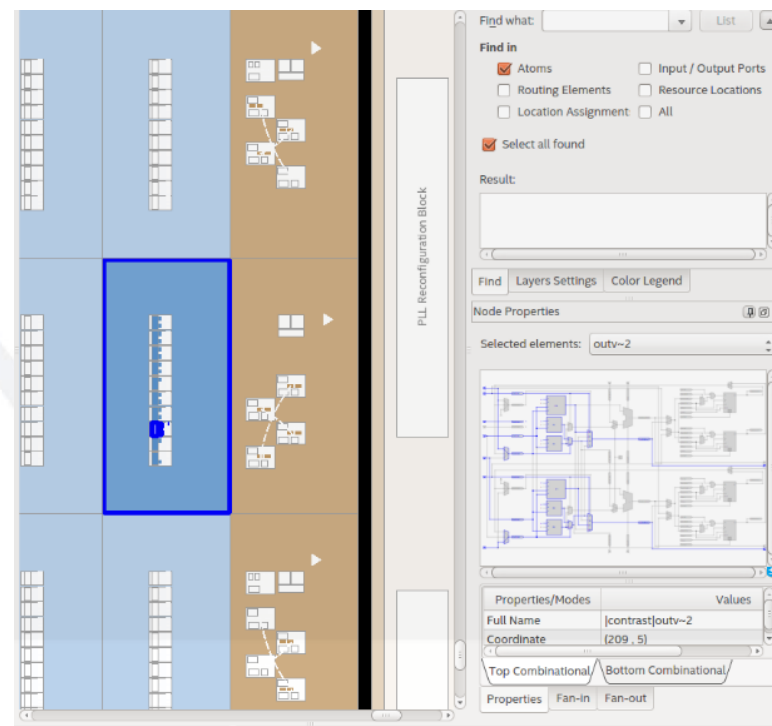 PLL Reconfiguration Block
Find what:
List
Find in
Atoms
Input / Output Ports
Routing Elements
Resource Locations
Location Assignment
All
Select all found
Result:
Find
Layers Settings
Color Legend
Node Properties
Selected elements:
outv~2
Properties/Modes
Values
Full Name
|contrast|outv~2
Coordinate
(209 , 5)
Top Combinational
Bottom Combinational
Properties
Fan-in
Fan-out